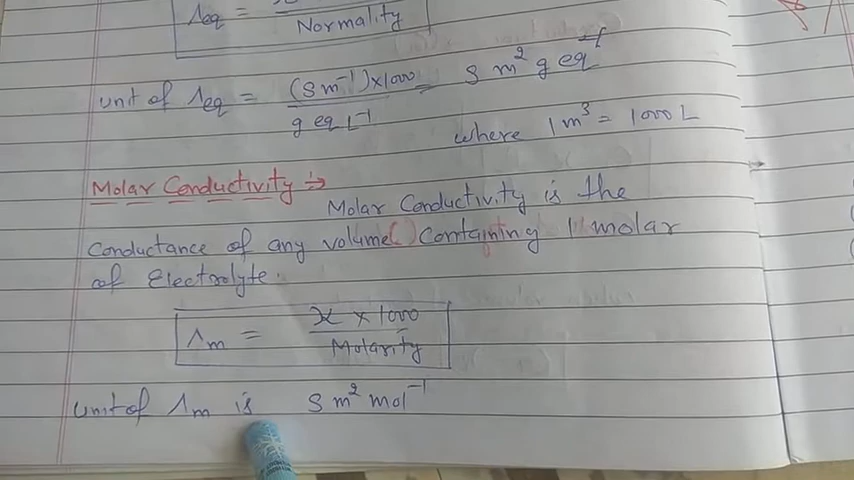 Λeq =
Normality
unit of Λeq = (S m⁻¹) × 1000 / g eq L⁻¹ = S m² g eq⁻¹
where 1 m³ = 1000 L
Molar Conductivity :→
Molar Conductivity is the
Conductance of any volume( ) Containing 1 molar
of Electrolyte.
Λm = ϰ × 1000 / Molarity
unit of Λm is S m² mol⁻¹